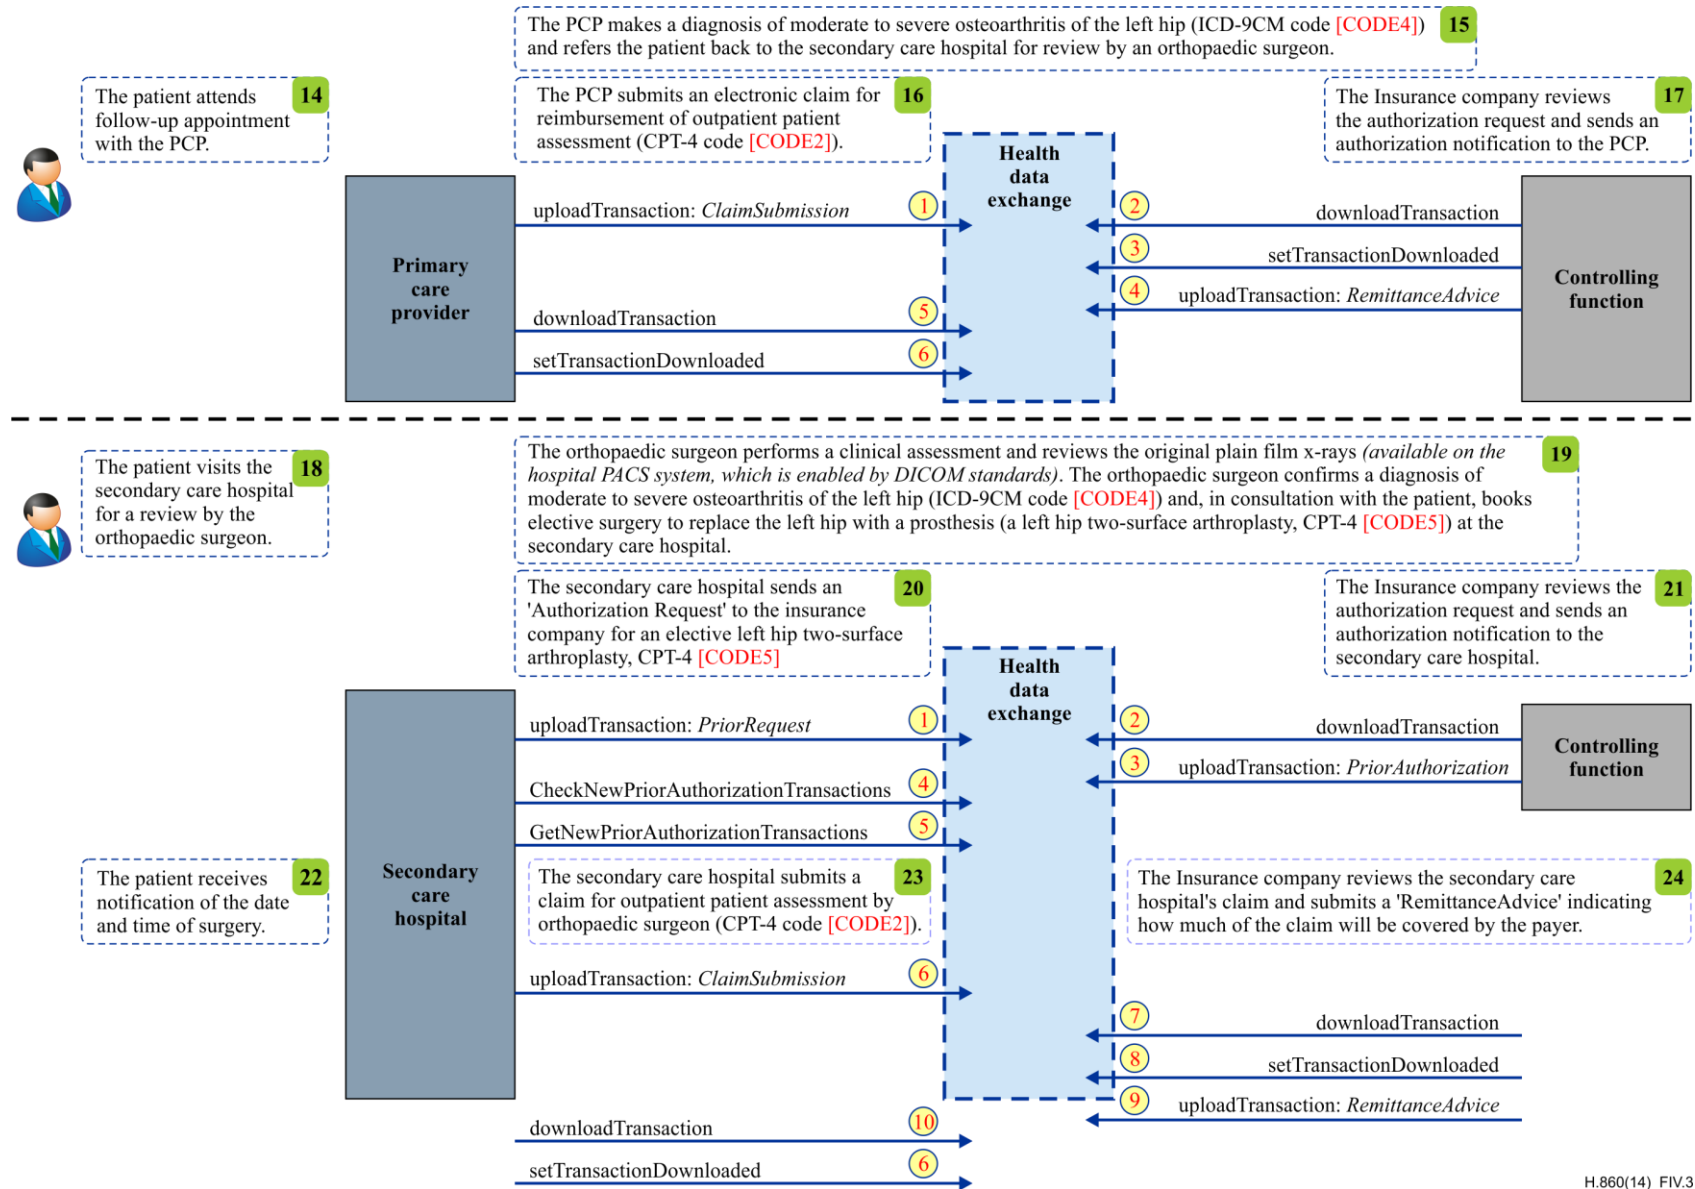 The PCP makes a diagnosis of moderate to severe osteoarthritis of the left hip (ICD-9CM code [CODE4])
and refers the patient back to the secondary care hospital for review by an orthopaedic surgeon.
15
The patient attends
follow-up appointment
with the PCP.
14
The PCP submits an electronic claim for
reimbursement of outpatient patient
assessment (CPT-4 code [CODE2]).
16
The Insurance company reviews
the authorization request and sends an
authorization notification to the PCP.
17
Primary
care
provider
Health
data
exchange
Controlling
function
uploadTransaction: ClaimSubmission
1
2
downloadTransaction
3
setTransactionDownloaded
4
uploadTransaction: RemittanceAdvice
downloadTransaction
5
setTransactionDownloaded
6
The patient visits the
secondary care hospital
for a review by the
orthopaedic surgeon.
18
The orthopaedic surgeon performs a clinical assessment and reviews the original plain film x-rays (available on the
hospital PACS system, which is enabled by DICOM standards). The orthopaedic surgeon confirms a diagnosis of
moderate to severe osteoarthritis of the left hip (ICD-9CM code [CODE4]) and, in consultation with the patient, books
elective surgery to replace the left hip with a prosthesis (a left hip two-surface arthroplasty, CPT-4 [CODE5]) at the
secondary care hospital.
19
The secondary care hospital sends an
'Authorization Request' to the insurance
company for an elective left hip two-surface
arthroplasty, CPT-4 [CODE5]
20
The Insurance company reviews the
authorization request and sends an
authorization notification to the
secondary care hospital.
21
Health
data
exchange
Controlling
function
uploadTransaction: PriorRequest
1
2
downloadTransaction
3
uploadTransaction: PriorAuthorization
CheckNewPriorAuthorizationTransactions
4
GetNewPriorAuthorizationTransactions
5
The patient receives
notification of the date
and time of surgery.
22
Secondary
care
hospital
The secondary care hospital submits a
claim for outpatient patient assessment by
orthopaedic surgeon (CPT-4 code [CODE2]).
23
The Insurance company reviews the secondary care
hospital's claim and submits a 'RemittanceAdvice' indicating
how much of the claim will be covered by the payer.
24
uploadTransaction: ClaimSubmission
6
7
downloadTransaction
8
setTransactionDownloaded
9
uploadTransaction: RemittanceAdvice
downloadTransaction
10
setTransactionDownloaded
6
H.860(14)_FIV.3